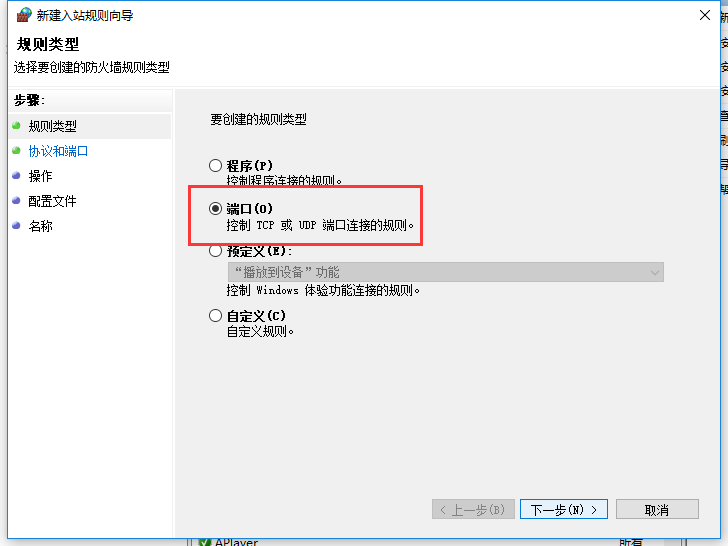 新建入站规则向导
规则类型
选择要创建的防火墙规则类型
步骤:
规则类型
协议和端口
操作
配置文件
名称
要创建的规则类型
程序(P)
控制程序连接的规则。
端口(O)
控制 TCP 或 UDP 端口连接的规则。
预定义(E):
“播放到设备”功能
控制 Windows 体验功能连接的规则。
自定义(C)
自定义规则。
< 上一步(B)
下一步(N) >
取消
APlayer
所有